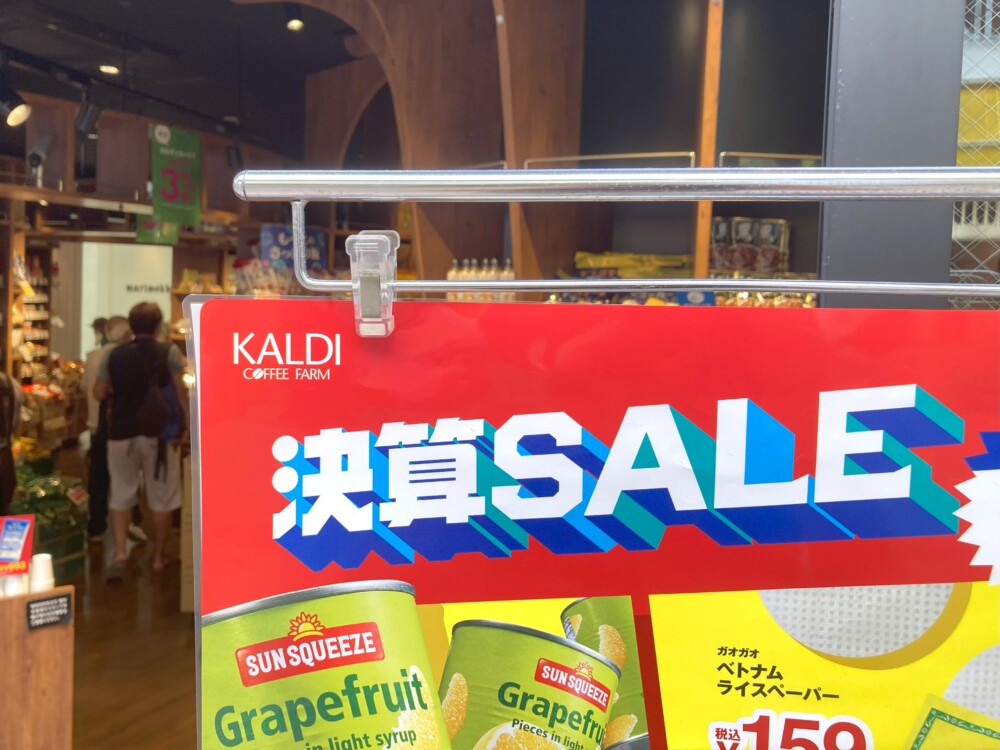 KALDI
COFFEE FARM
決算SALE
SUN SQUEEZE
Grapefruit
in light syrup
SUN SQUEEZE
Grapefru
Pieces in light
ガオガオ
ベトナム
ライスペーパー
税込
¥159
marimekk